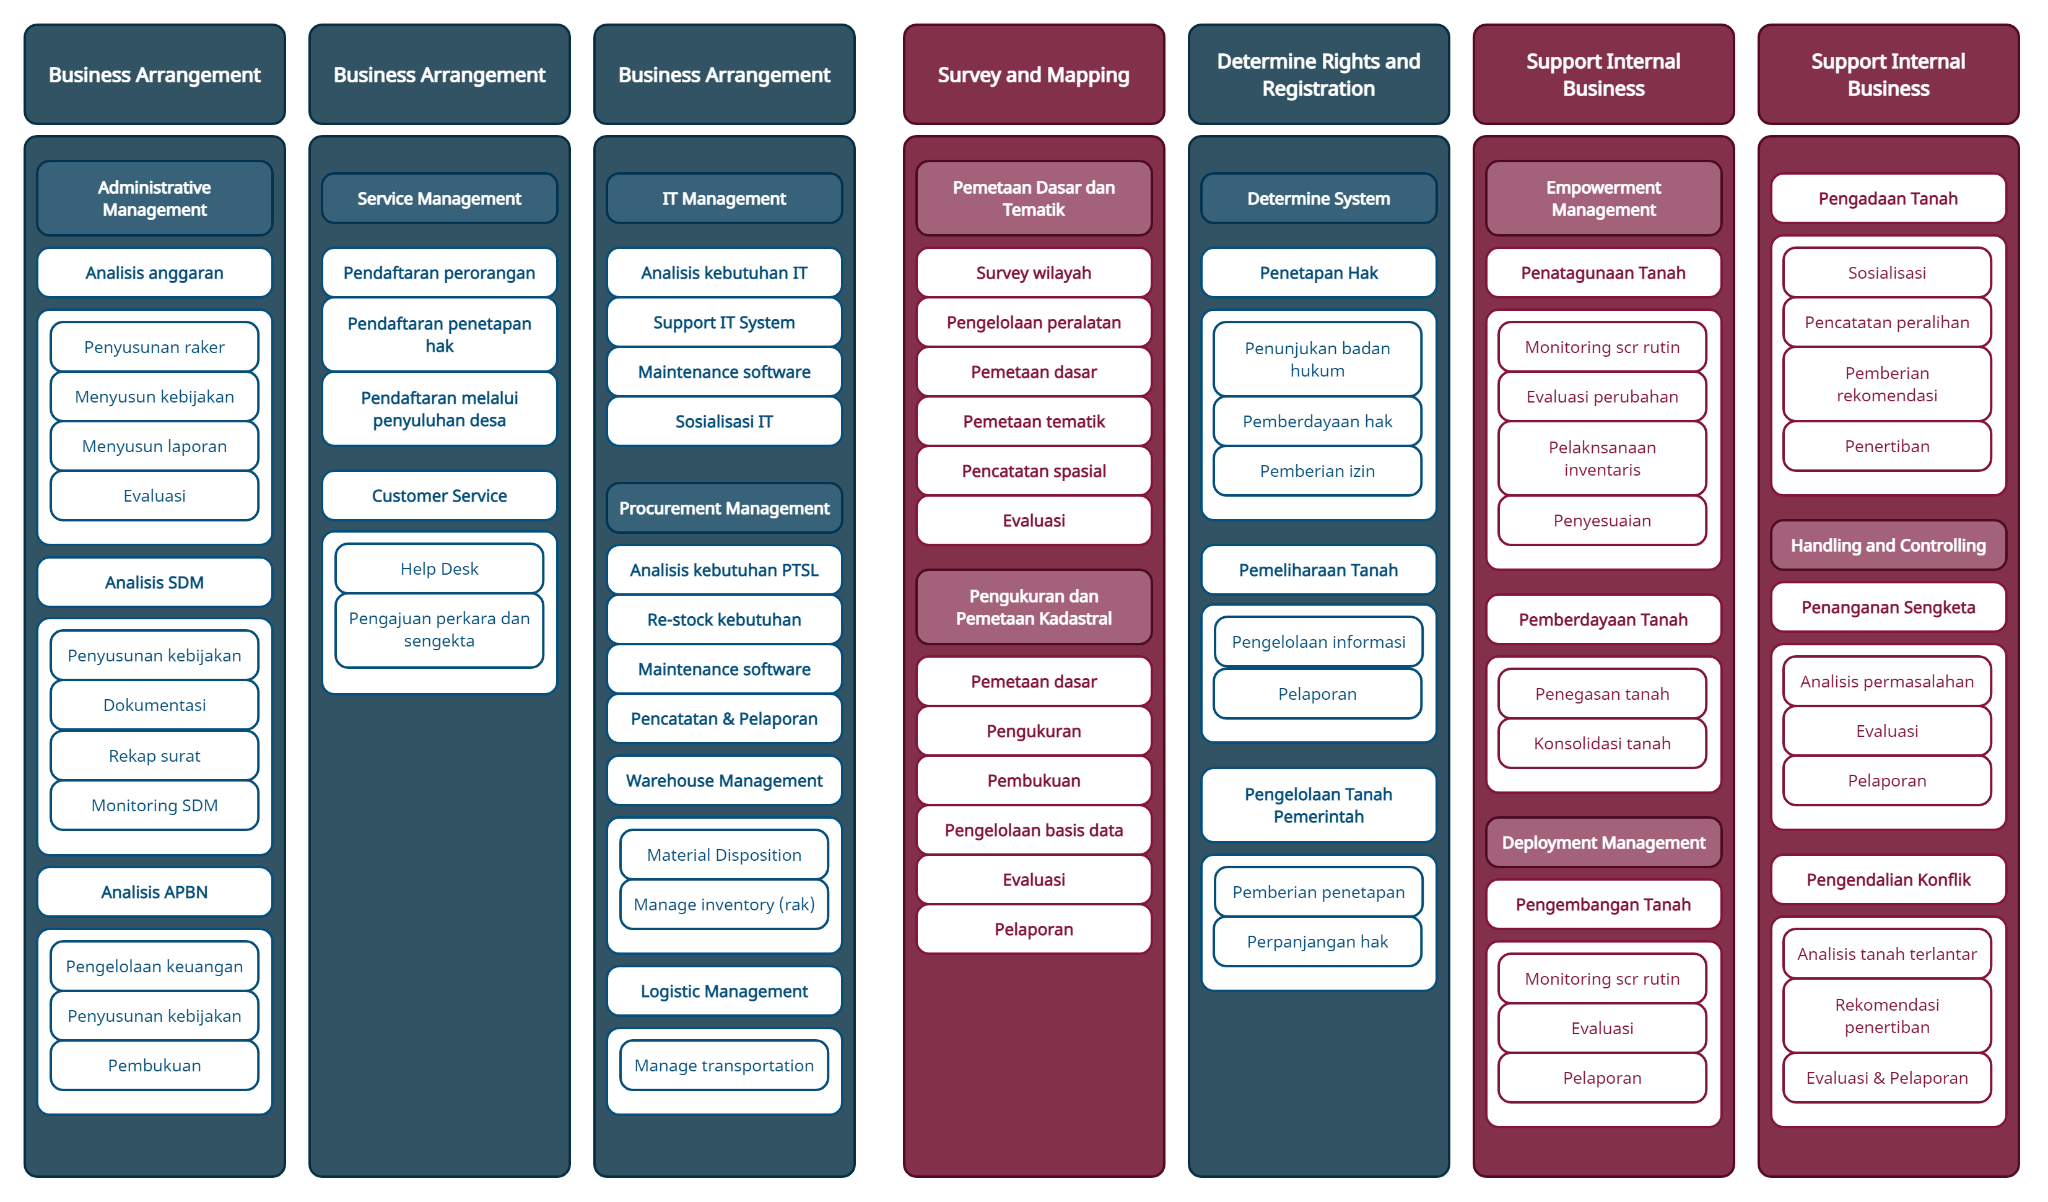 Business Arrangement
Administrative
Management
Analisis anggaran
Penyusunan raker
Menyusun kebijakan
Menyusun laporan
Evaluasi
Analisis SDM
Penyusunan kebijakan
Dokumentasi
Rekap surat
Monitoring SDM
Analisis APBN
Pengelolaan keuangan
Penyusunan kebijakan
Pembukuan
Business Arrangement
Service Management
Pendaftaran perorangan
Pendaftaran penetapan
hak
Pendaftaran melalui
penyuluhan desa
Customer Service
Help Desk
Pengajuan perkara dan
sengekta
Business Arrangement
IT Management
Analisis kebutuhan IT
Support IT System
Maintenance software
Sosialisasi IT
Procurement Management
Analisis kebutuhan PTSL
Re-stock kebutuhan
Maintenance software
Pencatatan & Pelaporan
Warehouse Management
Material Disposition
Manage inventory (rak)
Logistic Management
Manage transportation
Survey and Mapping
Pemetaan Dasar dan
Tematik
Survey wilayah
Pengelolaan peralatan
Pemetaan dasar
Pemetaan tematik
Pencatatan spasial
Evaluasi
Pengukuran dan
Pemetaan Kadastral
Pemetaan dasar
Pengukuran
Pembukuan
Pengelolaan basis data
Evaluasi
Pelaporan
Determine Rights and
Registration
Determine System
Penetapan Hak
Penunjukan badan
hukum
Pemberdayaan hak
Pemberian izin
Pemeliharaan Tanah
Pengelolaan informasi
Pelaporan
Pengelolaan Tanah
Pemerintah
Pemberian penetapan
Perpanjangan hak
Support Internal
Business
Empowerment
Management
Penatagunaan Tanah
Monitoring scr rutin
Evaluasi perubahan
Pelaknsanaan
inventaris
Penyesuaian
Pemberdayaan Tanah
Penegasan tanah
Konsolidasi tanah
Deployment Management
Pengembangan Tanah
Monitoring scr rutin
Evaluasi
Pelaporan
Support Internal
Business
Pengadaan Tanah
Sosialisasi
Pencatatan peralihan
Pemberian
rekomendasi
Penertiban
Handling and Controlling
Penanganan Sengketa
Analisis permasalahan
Evaluasi
Pelaporan
Pengendalian Konflik
Analisis tanah terlantar
Rekomendasi
penertiban
Evaluasi & Pelaporan